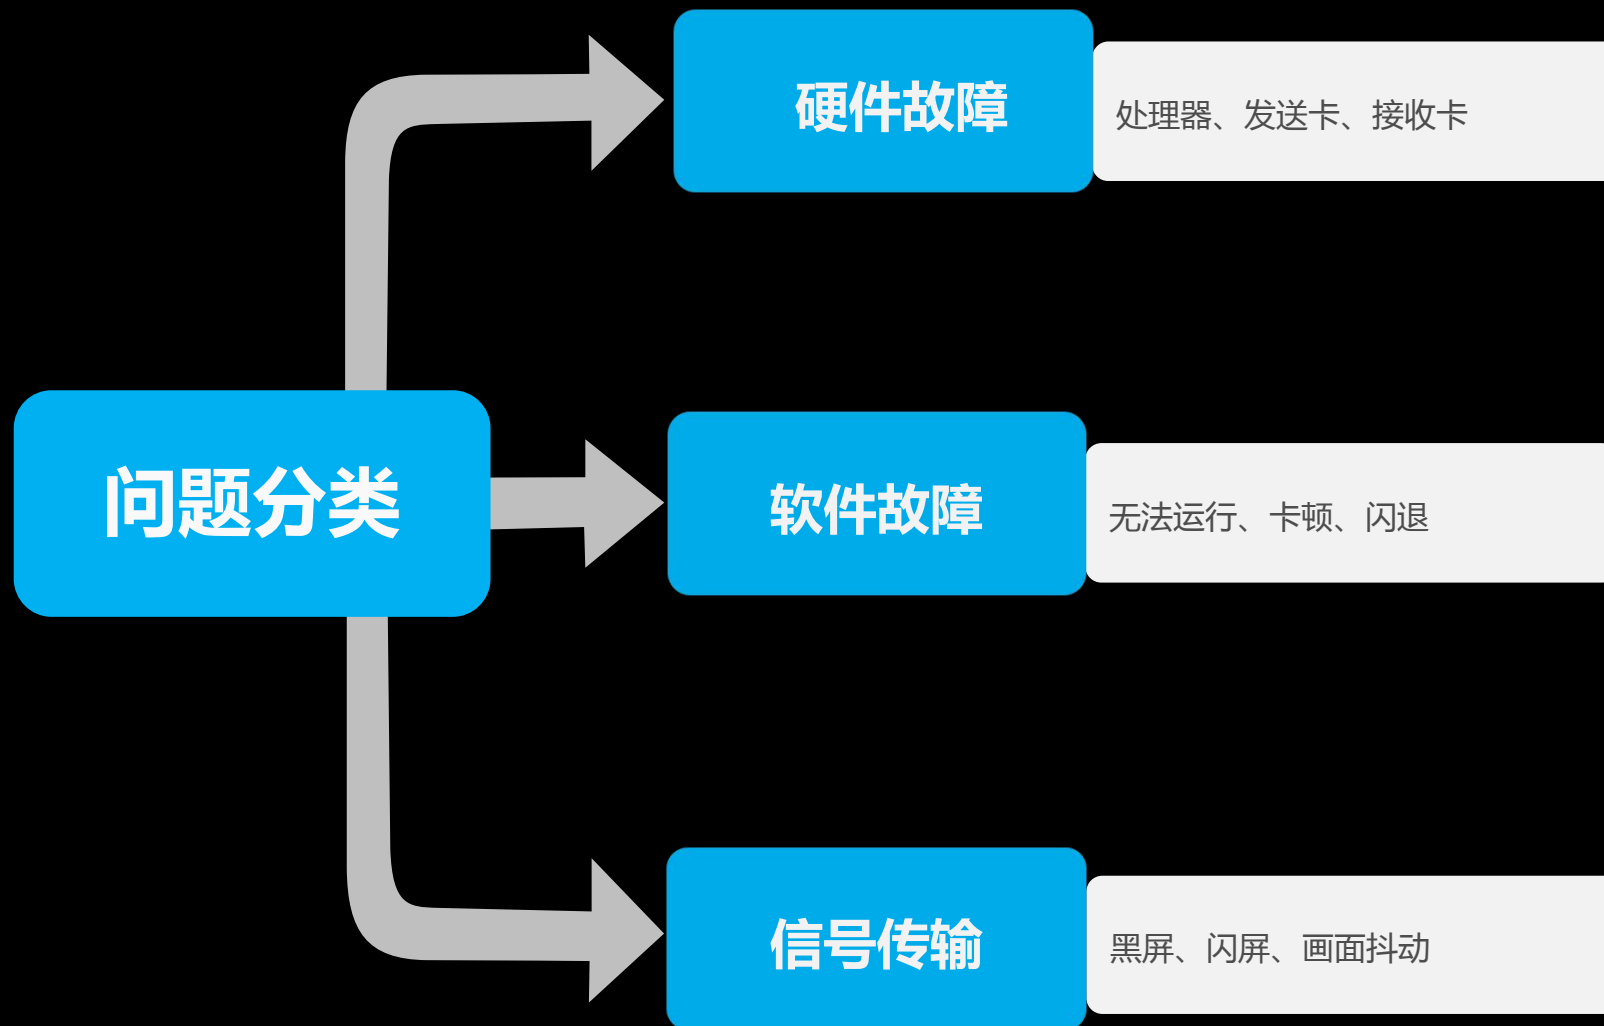 硬件故障
处理器、发送卡、接收卡
问题分类
软件故障
无法运行、卡顿、闪退
信号传输
黑屏、闪屏、画面抖动